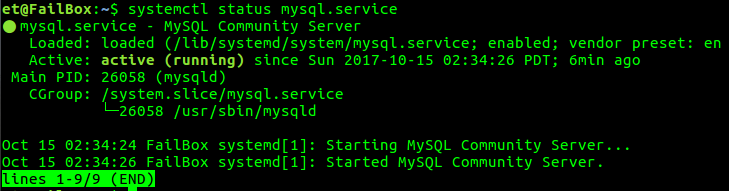 et@FailBox:~$ systemctl status mysql.service
● mysql.service - MySQL Community Server
   Loaded: loaded (/lib/systemd/system/mysql.service; enabled; vendor preset: en
   Active: active (running) since Sun 2017-10-15 02:34:26 PDT; 6min ago
 Main PID: 26058 (mysqld)
   CGroup: /system.slice/mysql.service
           └─26058 /usr/sbin/mysqld

Oct 15 02:34:24 FailBox systemd[1]: Starting MySQL Community Server...
Oct 15 02:34:26 FailBox systemd[1]: Started MySQL Community Server.
lines 1-9/9 (END)